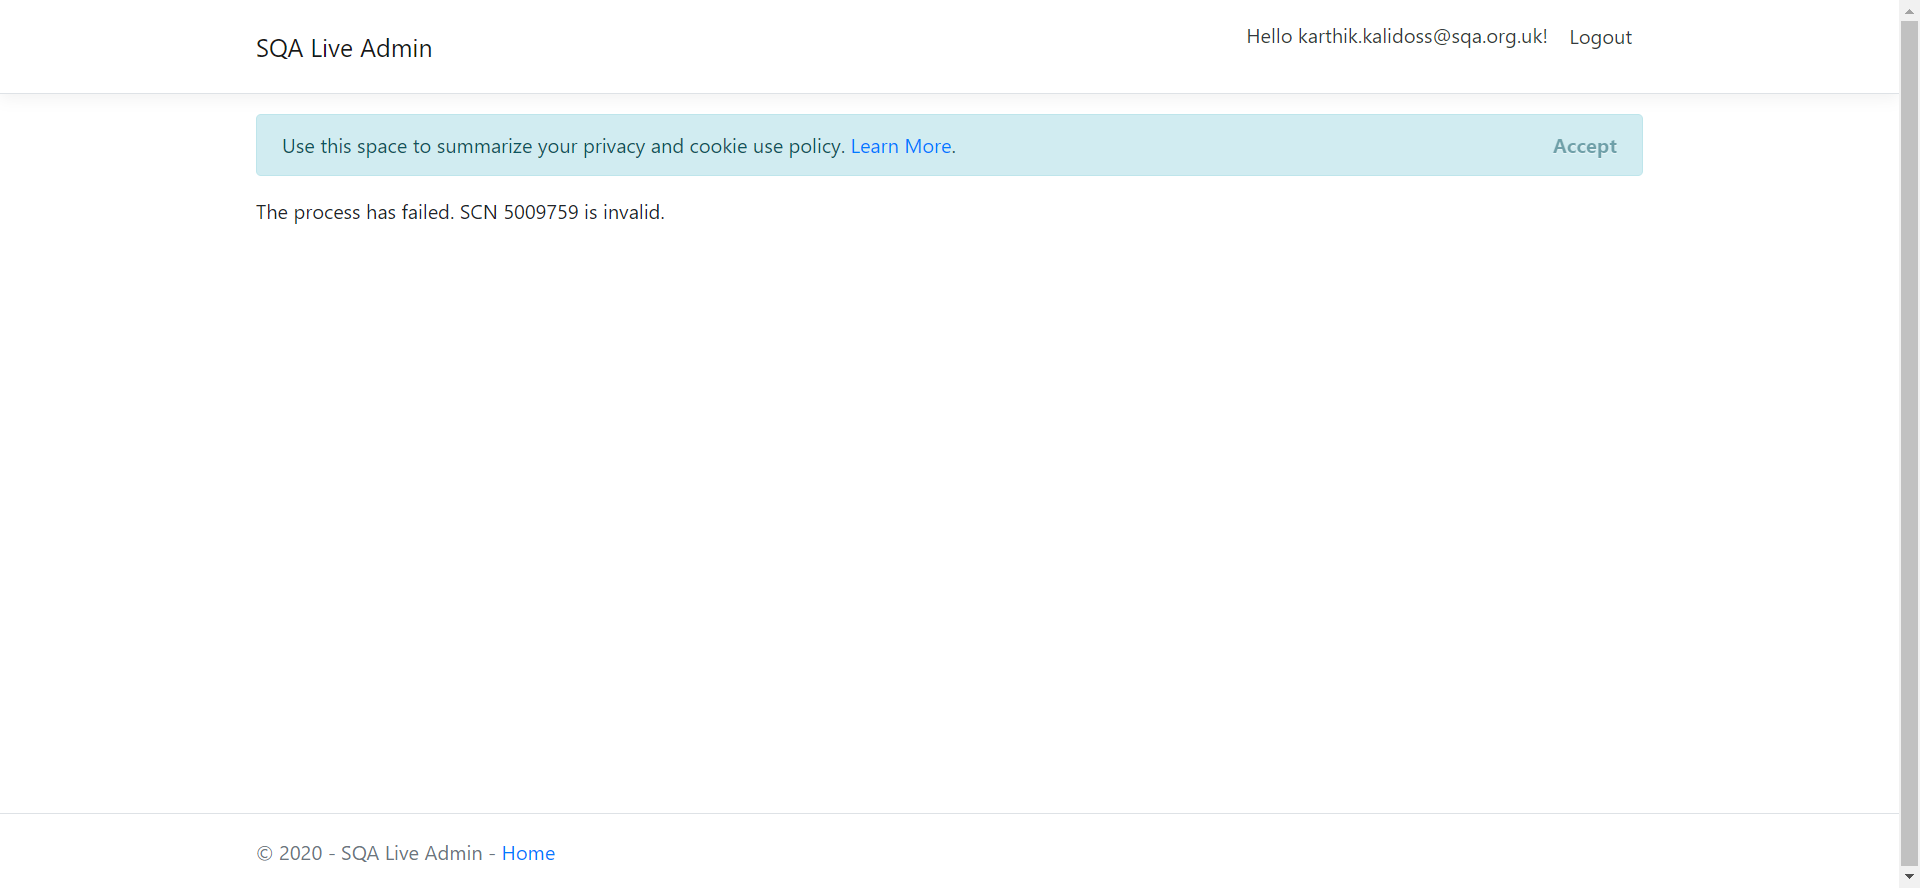 SQA Live Admin
Hello karthik.kalidoss@sqa.org.uk! Logout
Use this space to summarize your privacy and cookie use policy. Learn More. Accept
The process has failed. SCN 5009759 is invalid.
© 2020 - SQA Live Admin - Home